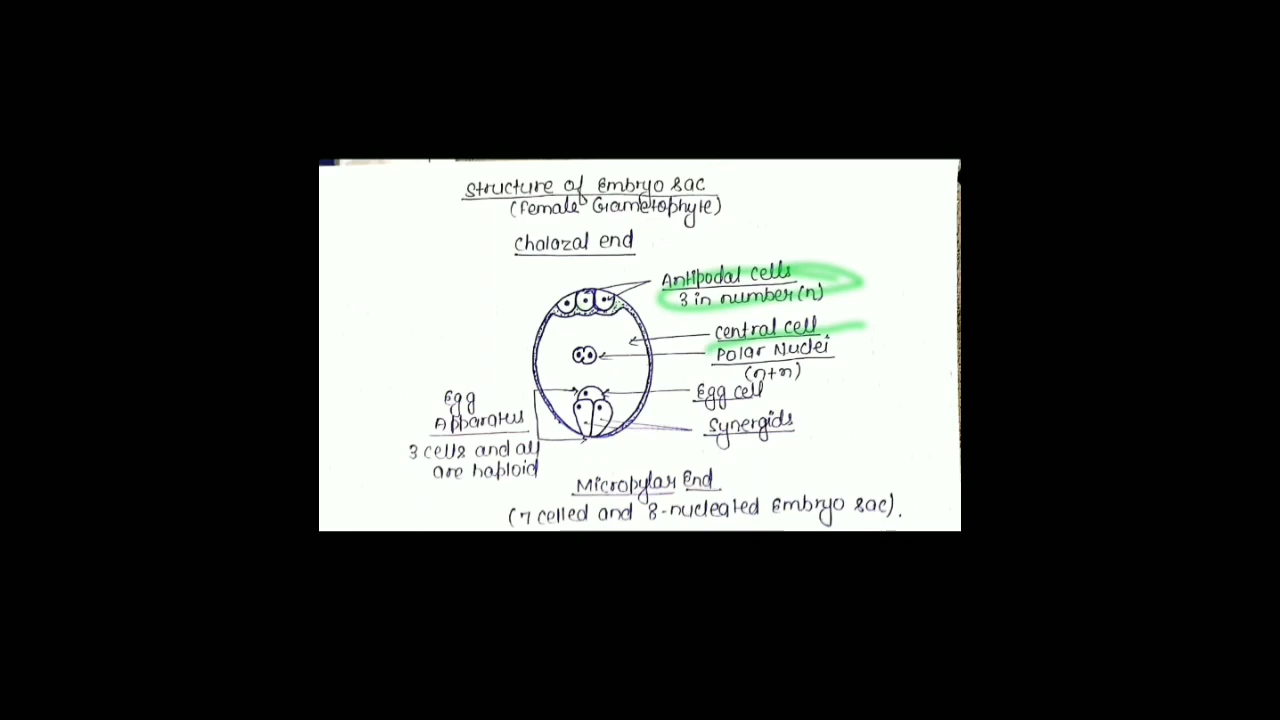 Structure of Embryo sac
(Female Gametophyte)
Chalazal end
Antipodal cells
3 in number (n)
Central cell
Polar Nuclei
(n+n)
Egg cell
Synergids
Egg
Apparatus
3 cells and all
are haploid
Micropylar End
(7 celled and 8-nucleated Embryo sac).